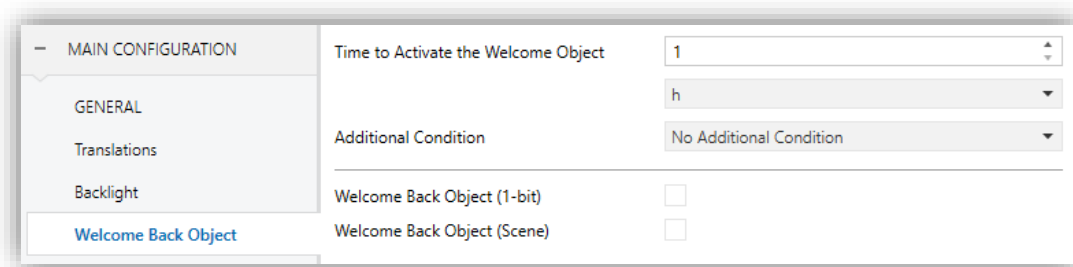 MAIN CONFIGURATION
GENERAL
Translations
Backlight
Welcome Back Object
Time to Activate the Welcome Object 1
h
Additional Condition No Additional Condition
Welcome Back Object (1-bit)
Welcome Back Object (Scene)